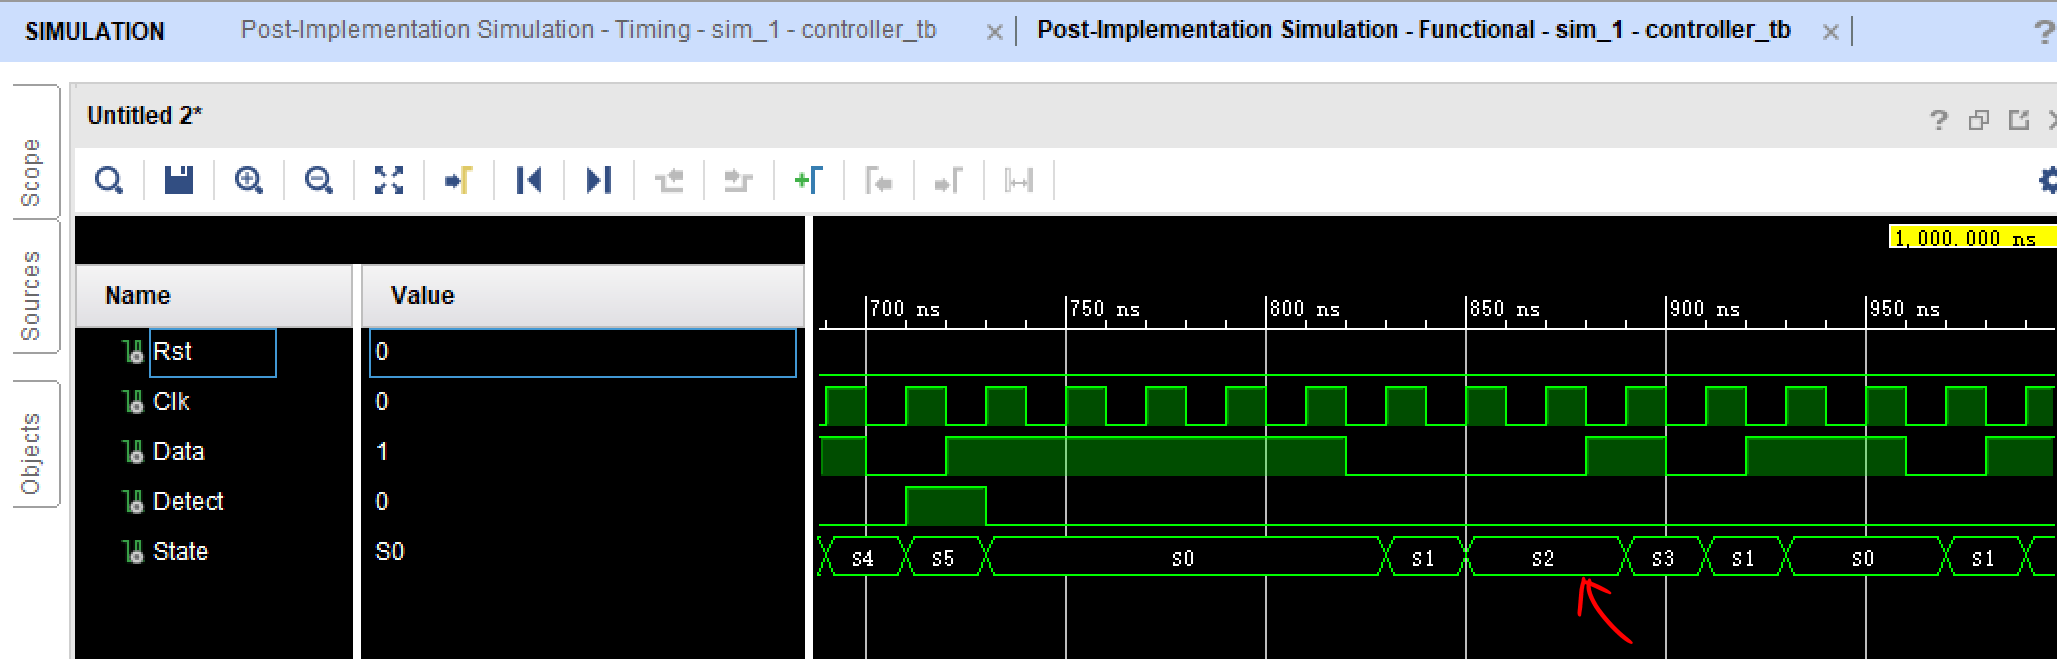 SIMULATION Post-Implementation Simulation - Timing - sim_1 - controller_tb Post-Implementation Simulation - Functional - sim_1 - controller_tb ?
Untitled 2* ?
Scope
Sources
Objects
1,000.000 ns
Name Value
700 ns 750 ns 800 ns 850 ns 900 ns 950 ns
Rst 0
Clk 0
Data 1
Detect 0
State S0
S4 S5 S0 S1 S2 S3 S1 S0 S1